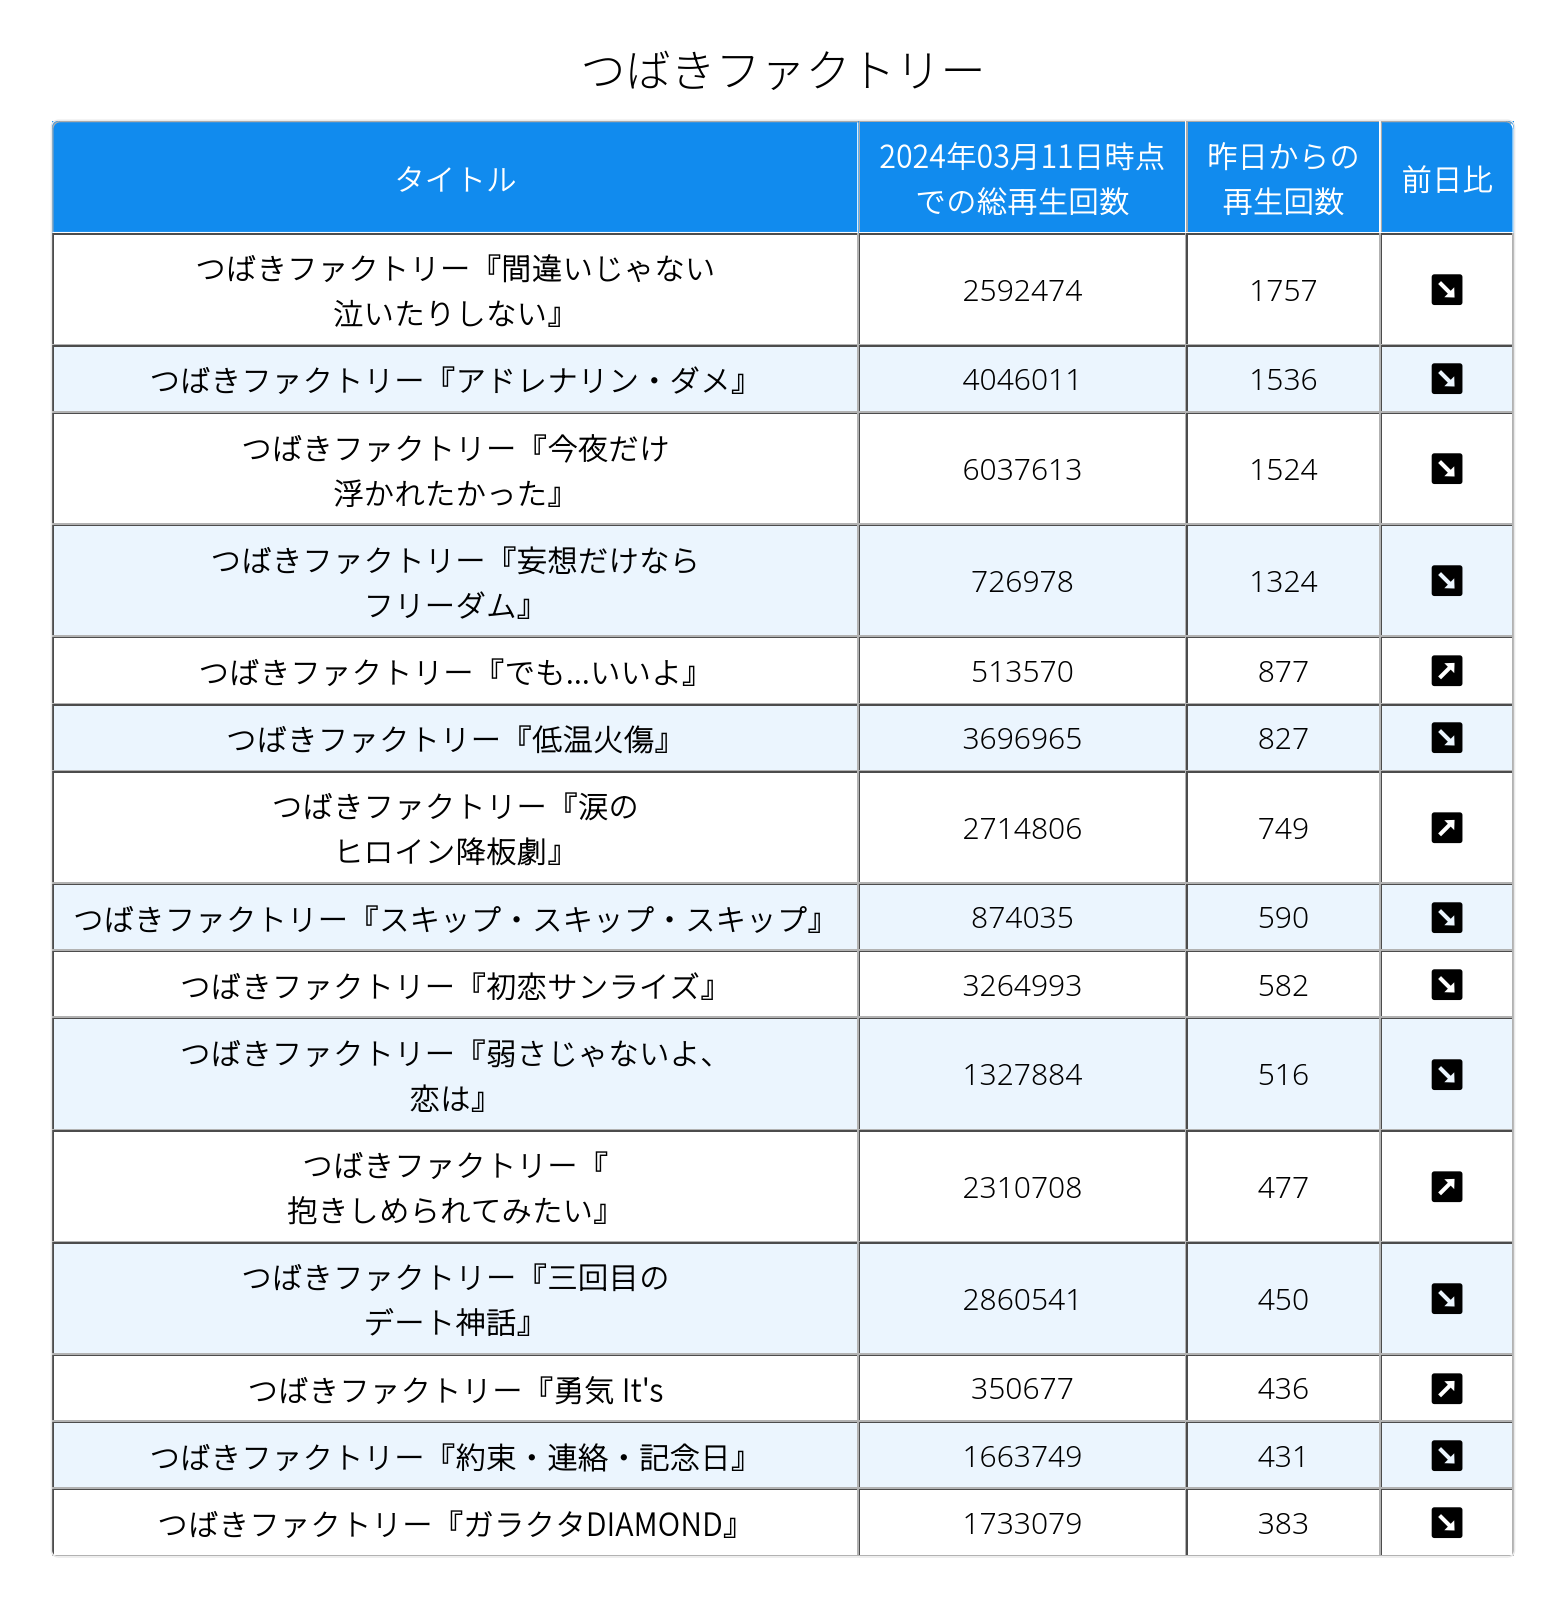 つばきファクトリー
タイトル
2024年03月11日時点
での総再生回数
昨日からの
再生回数
前日比
つばきファクトリー『間違いじゃない
泣いたりしない』
2592474
1757
つばきファクトリー『アドレナリン・ダメ』
4046011
1536
つばきファクトリー『今夜だけ
浮かれたかった』
6037613
1524
つばきファクトリー『妄想だけなら
フリーダム』
726978
1324
つばきファクトリー『でも...いいよ』
513570
877
つばきファクトリー『低温火傷』
3696965
827
つばきファクトリー『涙の
ヒロイン降板劇』
2714806
749
つばきファクトリー『スキップ・スキップ・スキップ』
874035
590
つばきファクトリー『初恋サンライズ』
3264993
582
つばきファクトリー『弱さじゃないよ、
恋は』
1327884
516
つばきファクトリー『
抱きしめられてみたい』
2310708
477
つばきファクトリー『三回目の
デート神話』
2860541
450
つばきファクトリー『勇気 It's
350677
436
つばきファクトリー『約束・連絡・記念日』
1663749
431
つばきファクトリー『ガラクタDIAMOND』
1733079
383